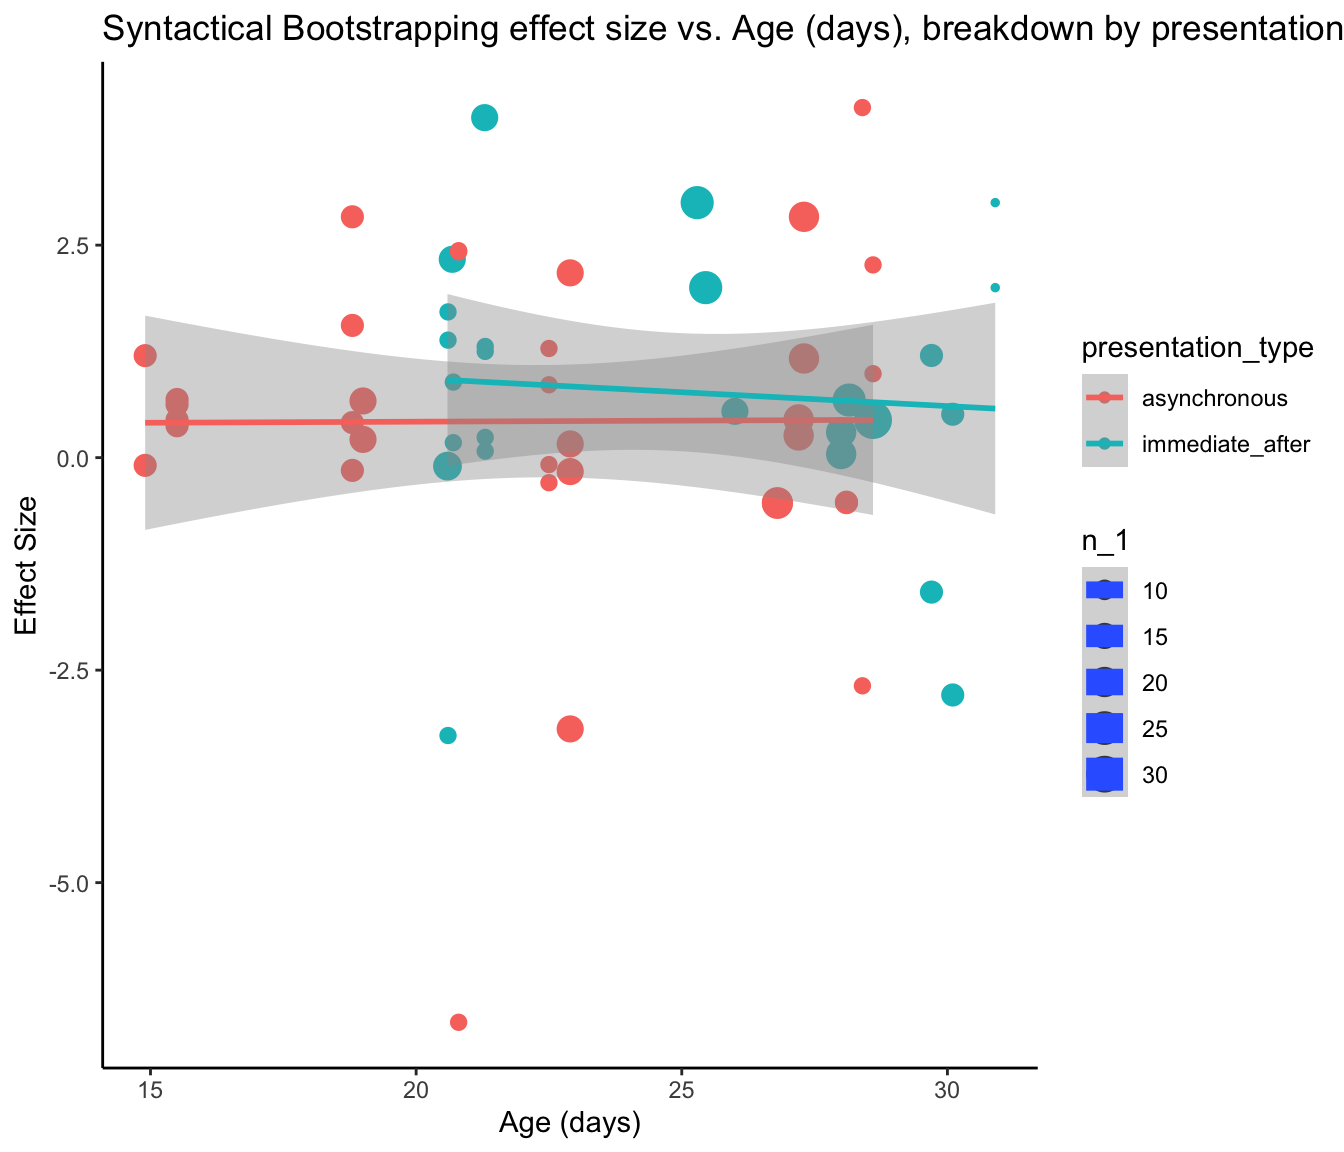 Syntactical Bootstrapping effect size vs. Age (days), breakdown by presentation
Effect Size
2.5
0.0
-2.5
-5.0
15
20
25
30
Age (days)
presentation_type
asynchronous
immediate_after
n_1
10
15
20
25
30